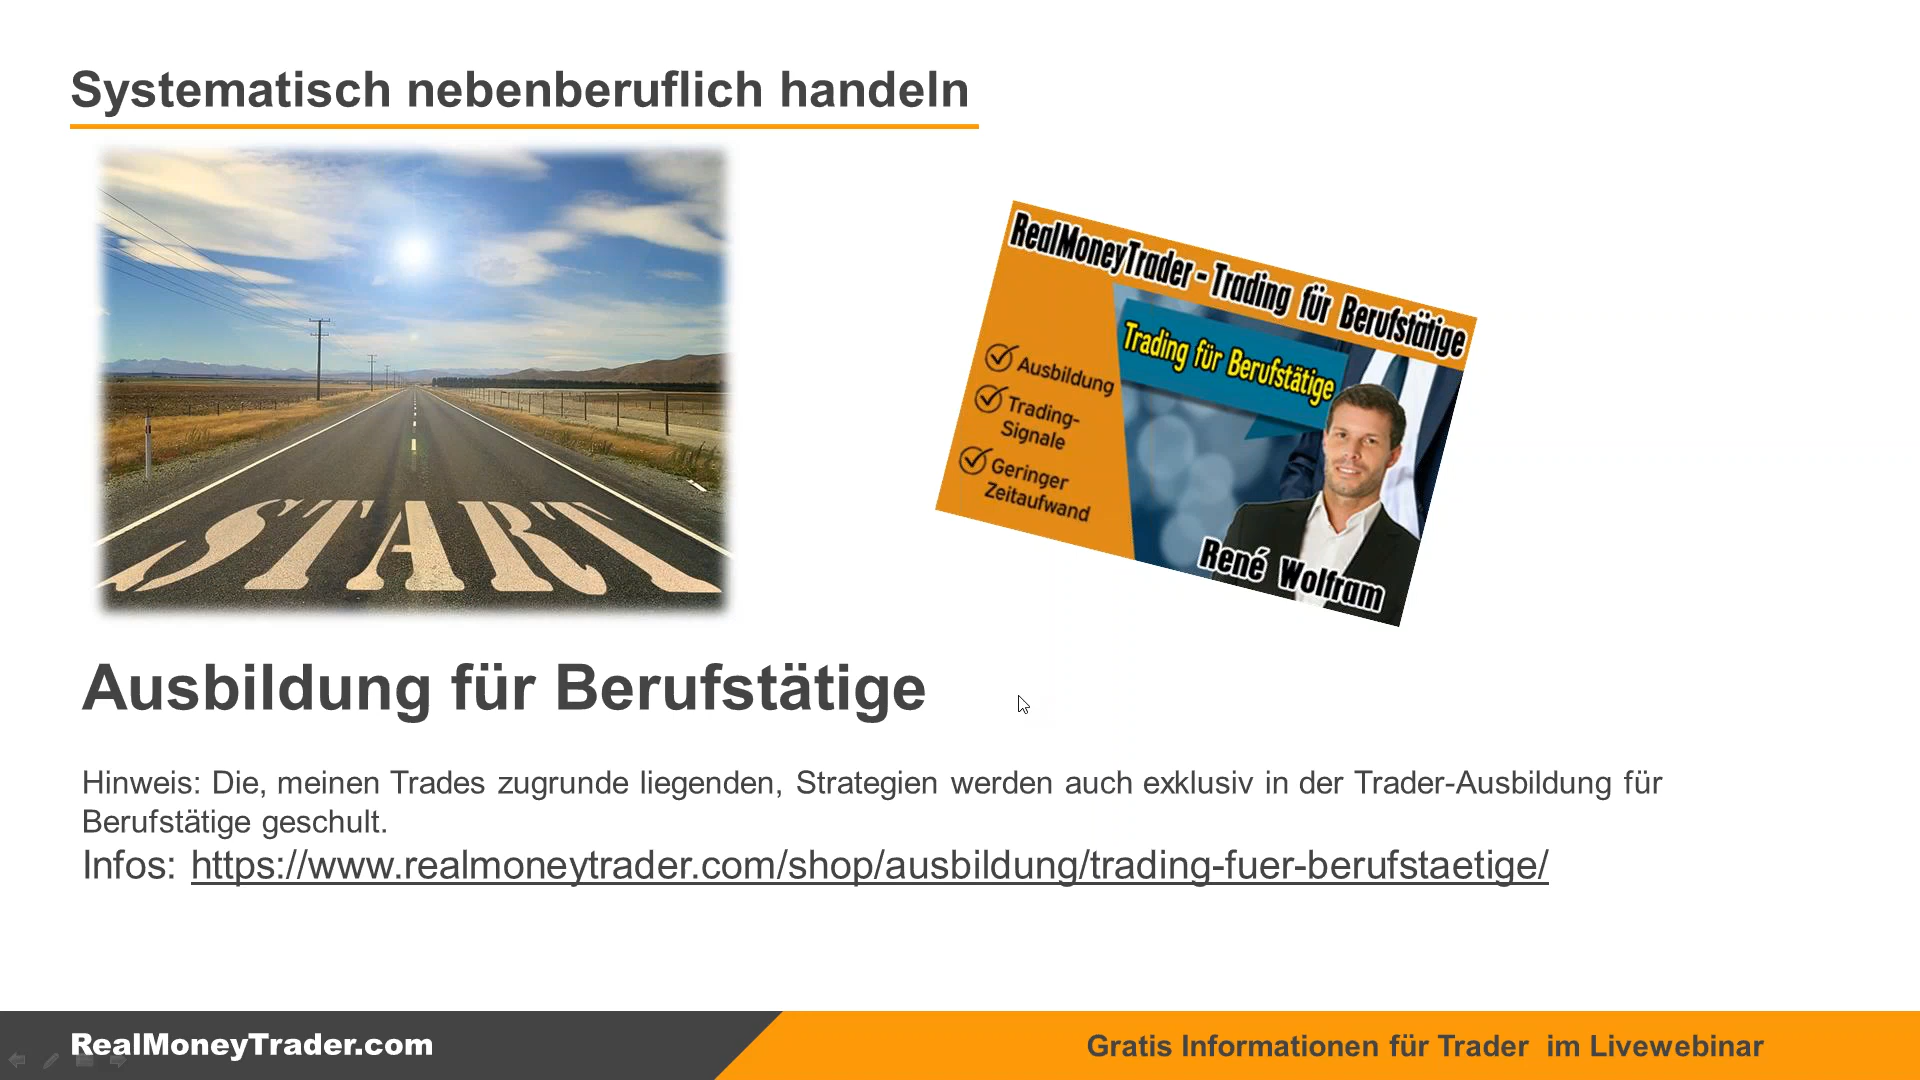 Systematisch nebenberuflich handeln
START
RealMoneyTrader - Trading für Berufstätige
Trading für Berufstätige
Ausbildung
Trading-
Signale
Geringer
Zeitaufwand
René Wolfram
Ausbildung für Berufstätige
Hinweis: Die, meinen Trades zugrunde liegenden, Strategien werden auch exklusiv in der Trader-Ausbildung für
Berufstätige geschult.
Infos: https://www.realmoneytrader.com/shop/ausbildung/trading-fuer-berufstaetige/
RealMoneyTrader.com
Gratis Informationen für Trader im Livewebinar